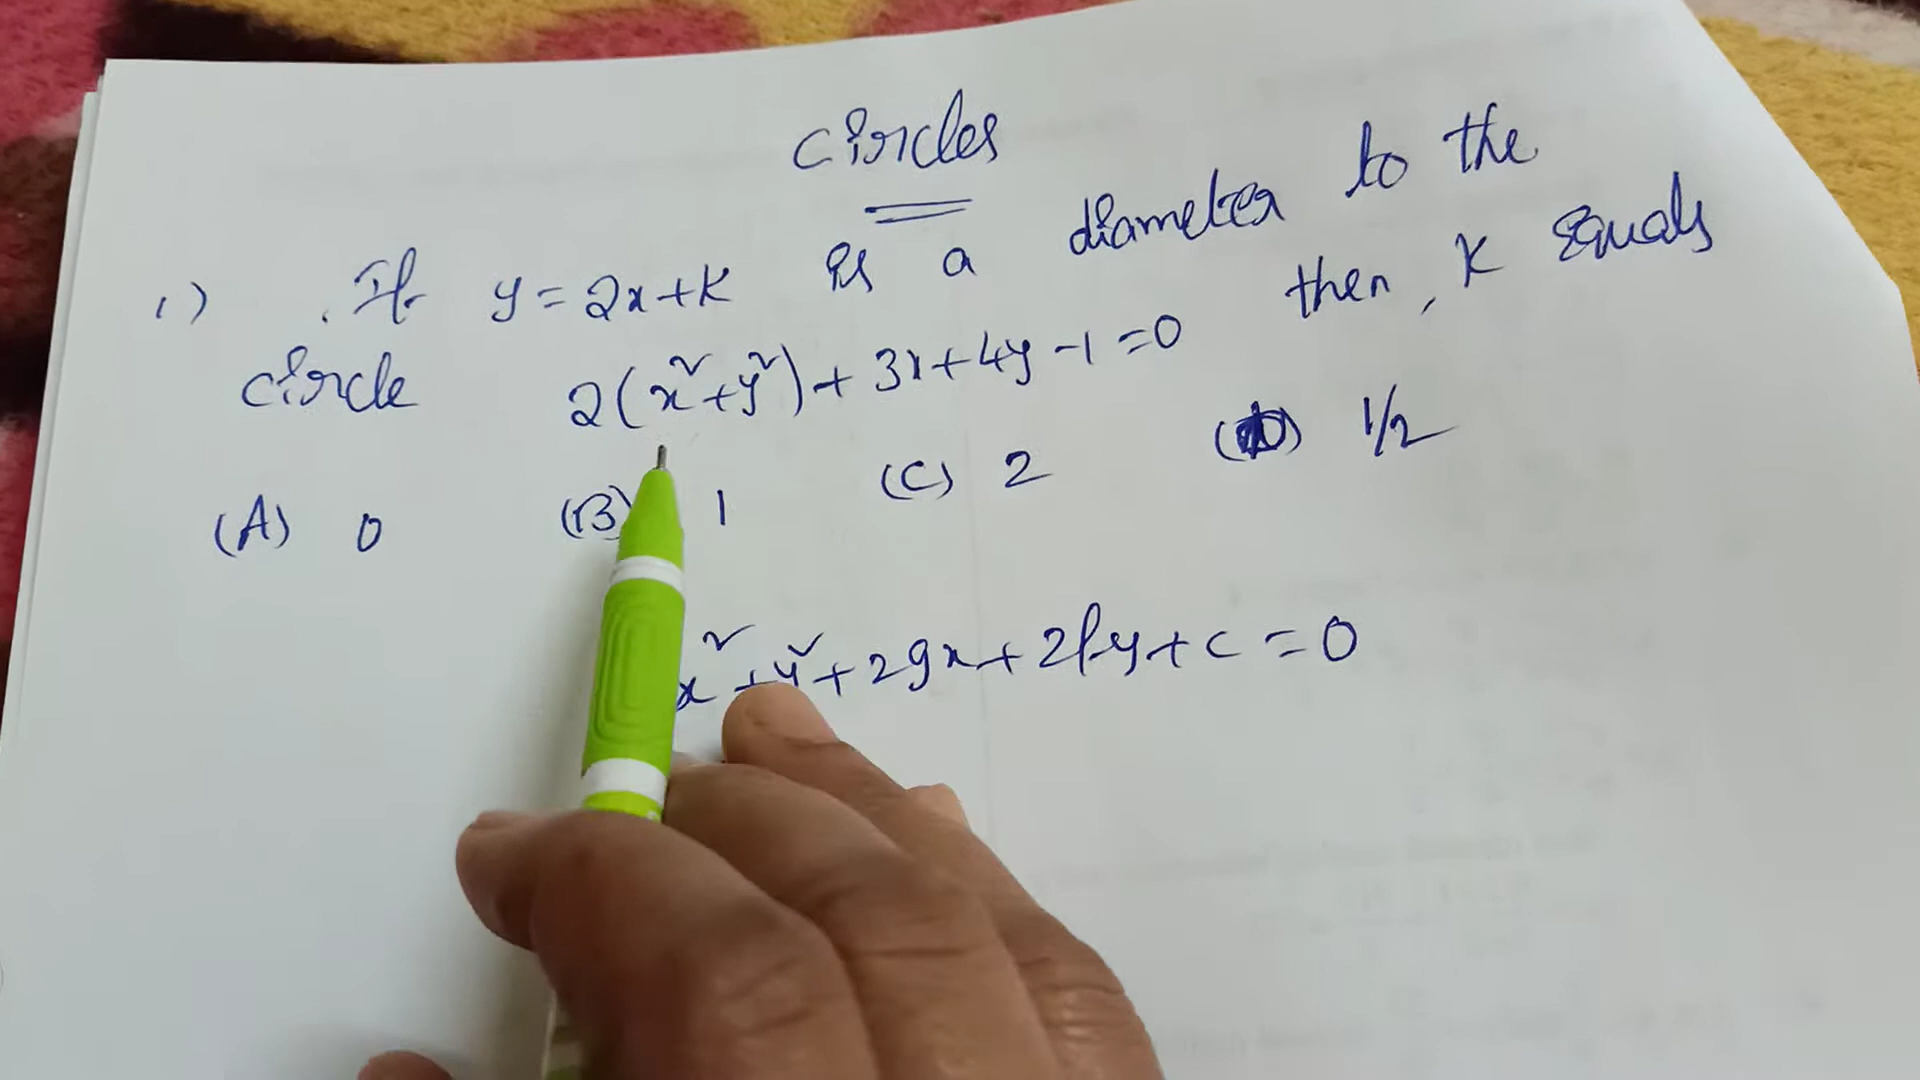 Circles
1) If y = 2x+k is a diameter to the
circle 2(x²+y²)+3x+4y-1=0 then, k equals
(A) 0 (B) 1 (C) 2 (D) 1/2
x²+y²+2gx+2fy+c=0